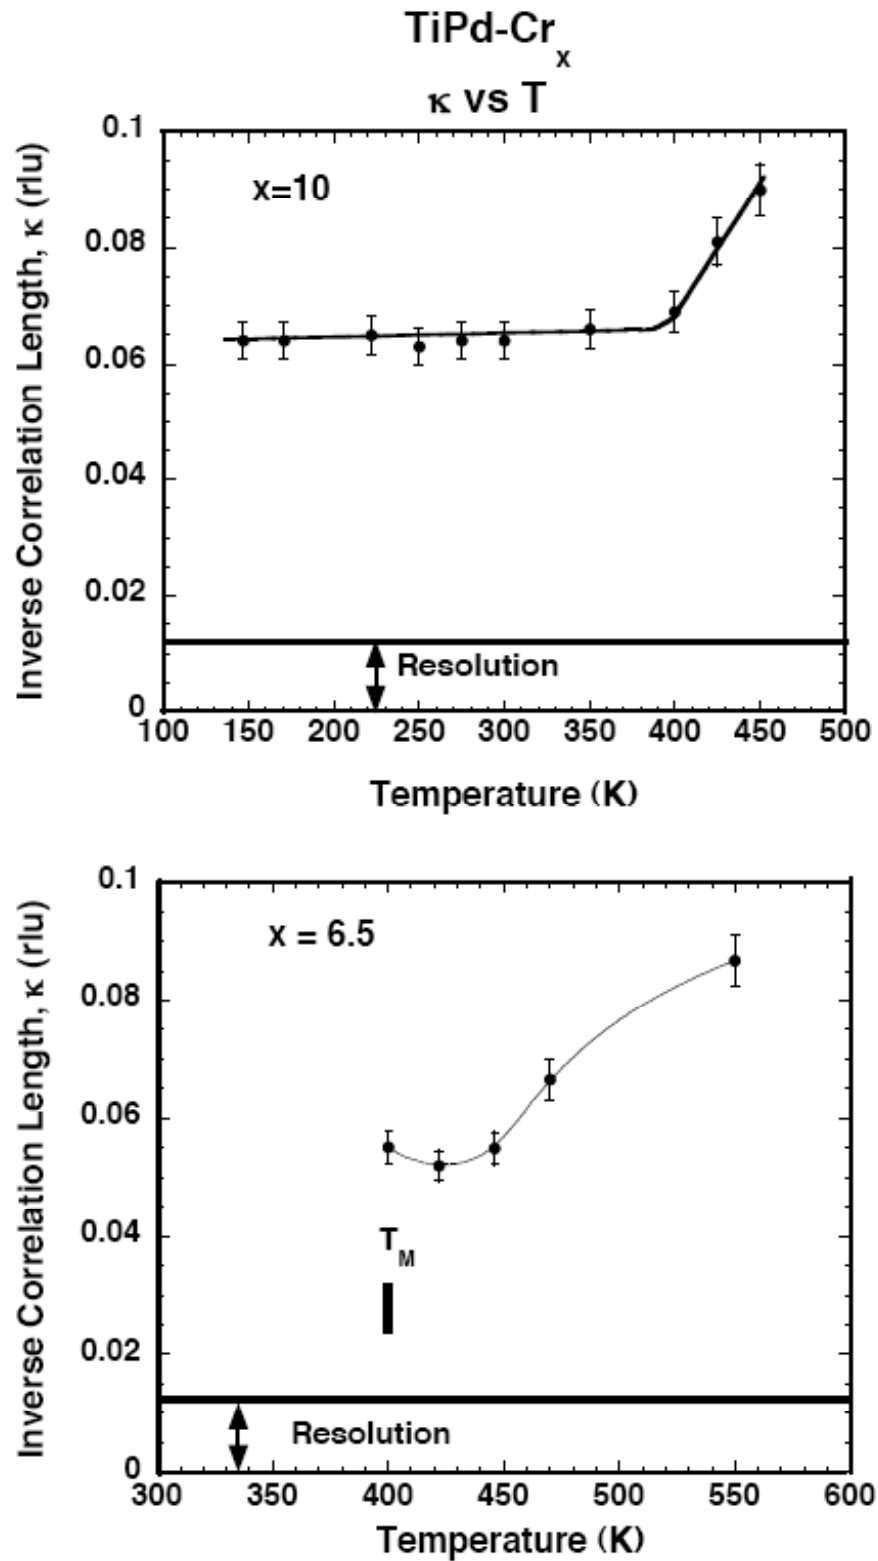 TiPd-Crₓ
κ vs T
0.1
0.08
0.06
0.04
0.02
0
Inverse Correlation Length, κ (rlu)
x=10
Resolution
100 150 200 250 300 350 400 450 500
Temperature (K)
0.1
0.08
0.06
0.04
0.02
0
Inverse Correlation Length, κ (rlu)
x = 6.5
T_M
Resolution
300 350 400 450 500 550 600
Temperature (K)